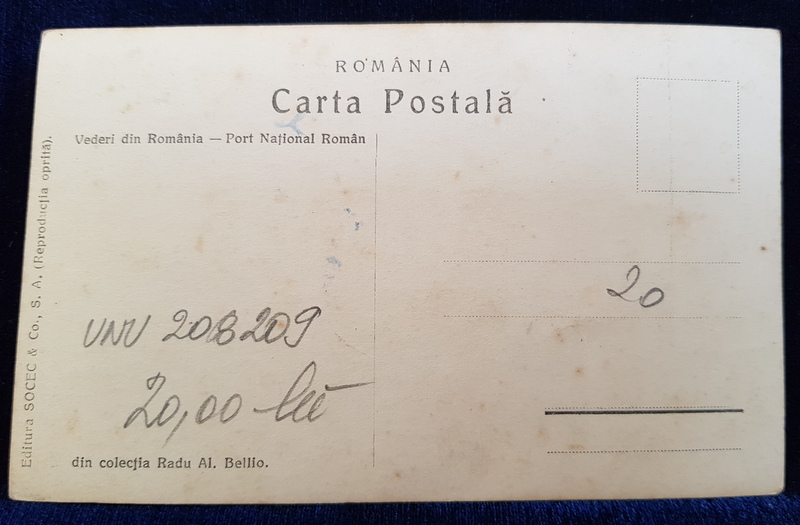 ROMÂNIA
Carta Postală
Vederi din România — Port Național Român
20
VNV 208209
20,00 lei
din colecția Radu Al. Bellio.
Editura SOCEC & Co., S. A. (Reproducția oprită).